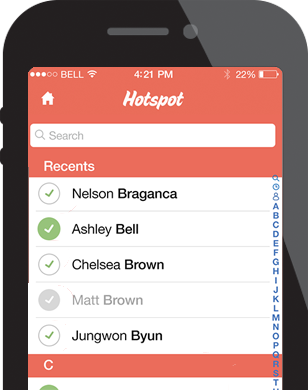 BELL 4:21 PM 22%
Hotspot
Search
Recents
Nelson Braganca
Ashley Bell
Chelsea Brown
Matt Brown
Jungwon Byun
C
A
B
C
D
E
F
G
H
I
J
K
L
M
N
O
P
Q
R
S
T